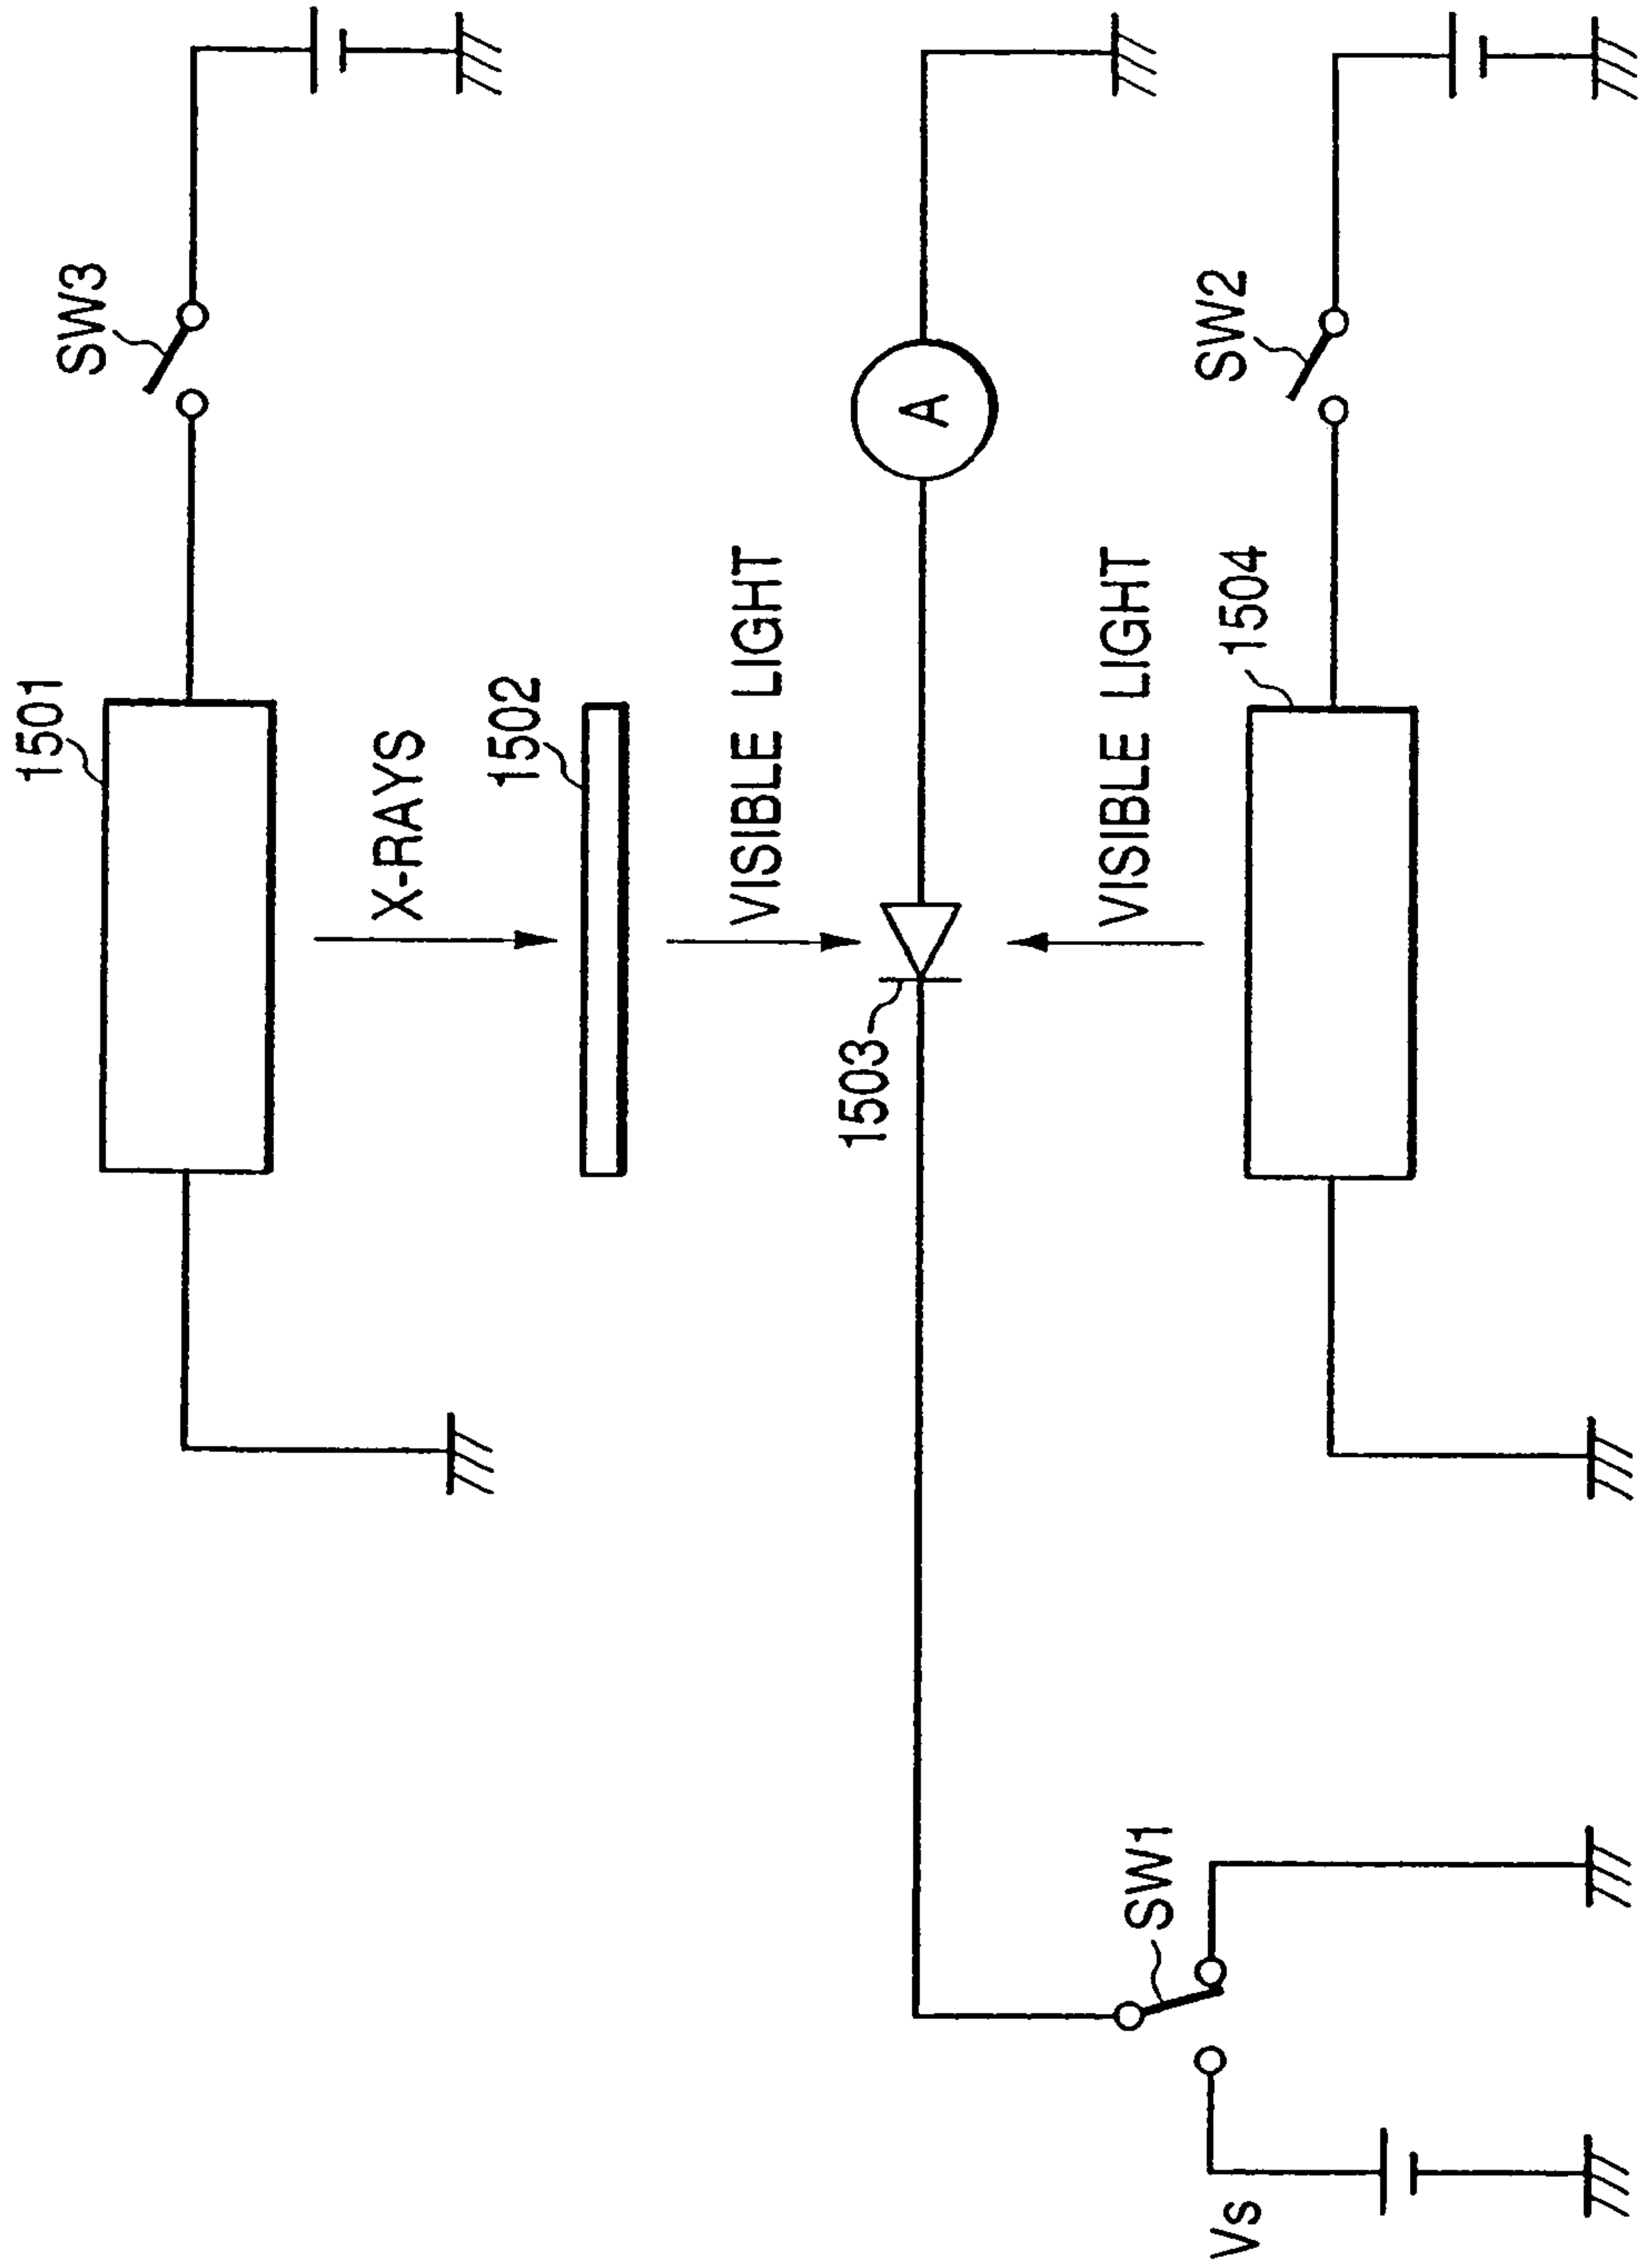 1501
SW3
X-RAYS
1502
VISIBLE LIGHT
1503
A
VISIBLE LIGHT
SW1
1504
SW2
Vs